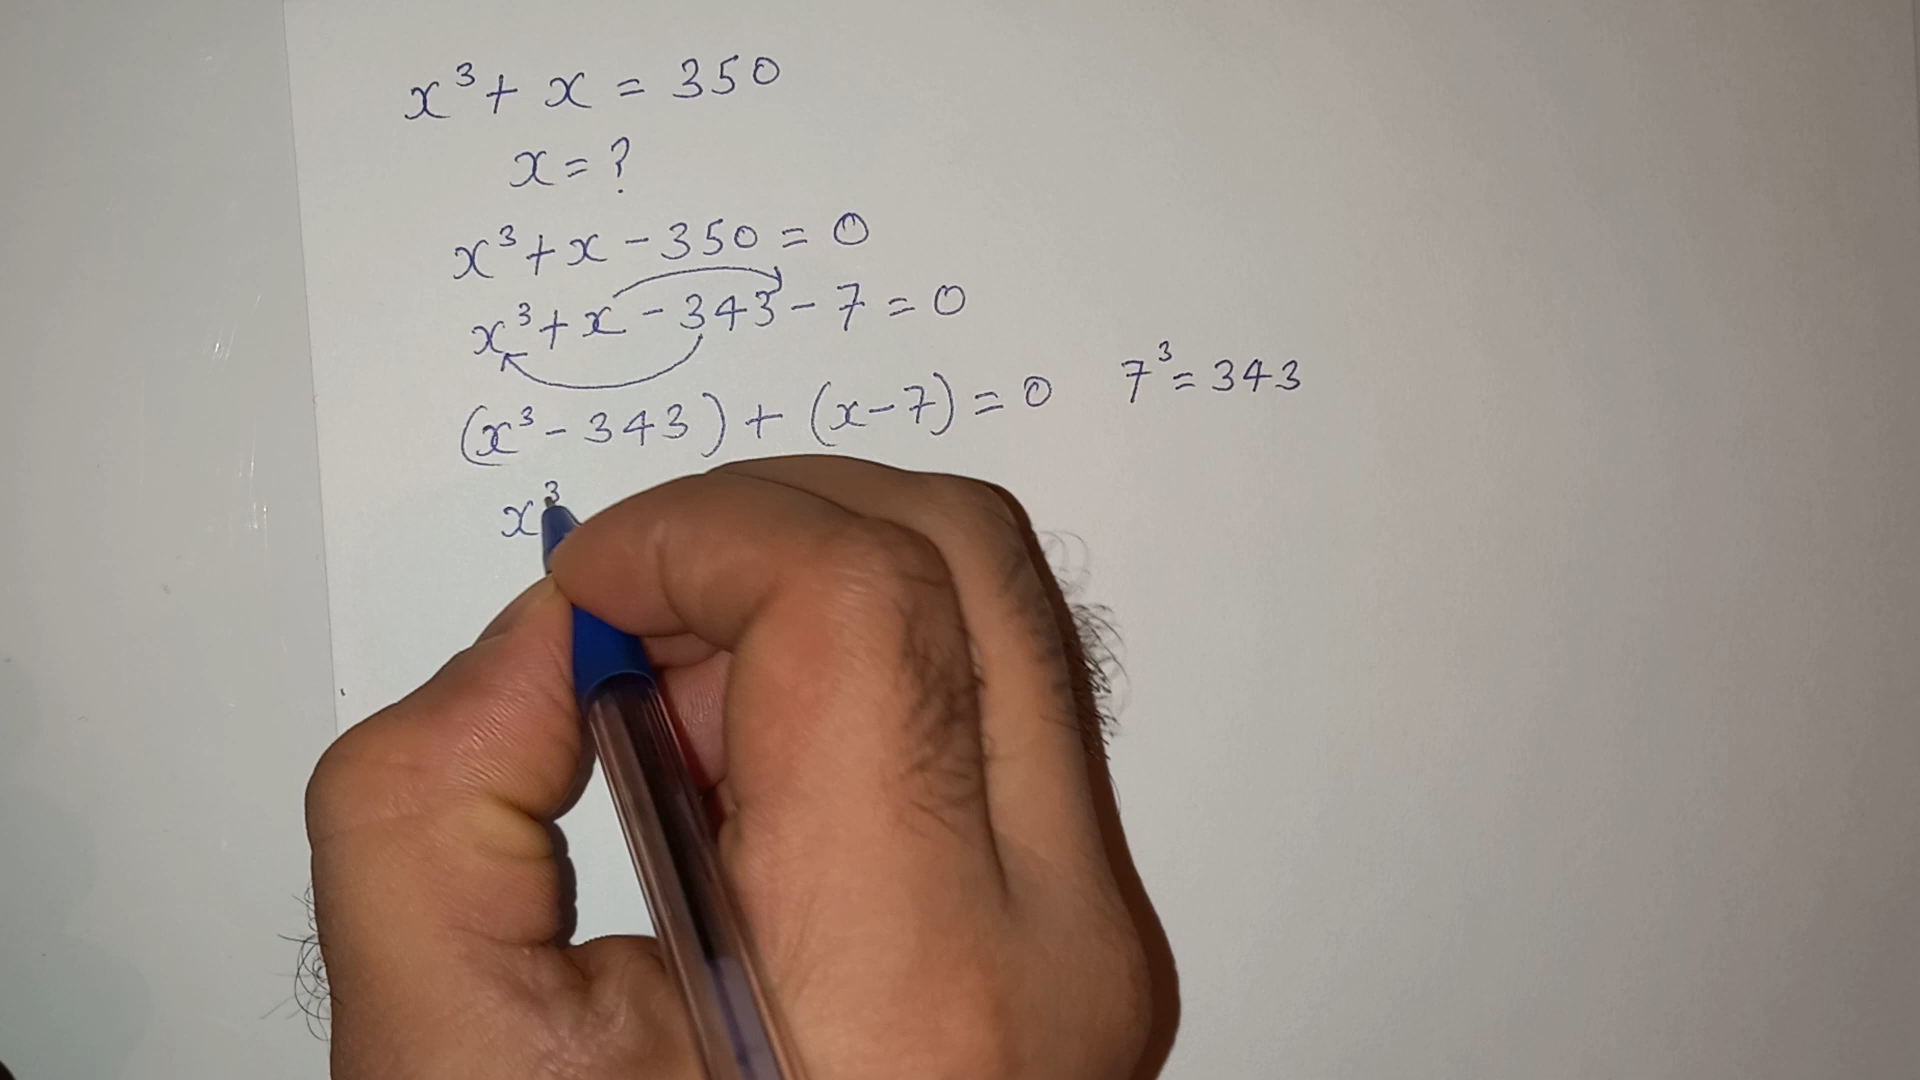 x³ + x = 350
x = ?
x³ + x - 350 = 0
x³ + x - 343 - 7 = 0
(x³ - 343) + (x - 7) = 0 7³ = 343
x³